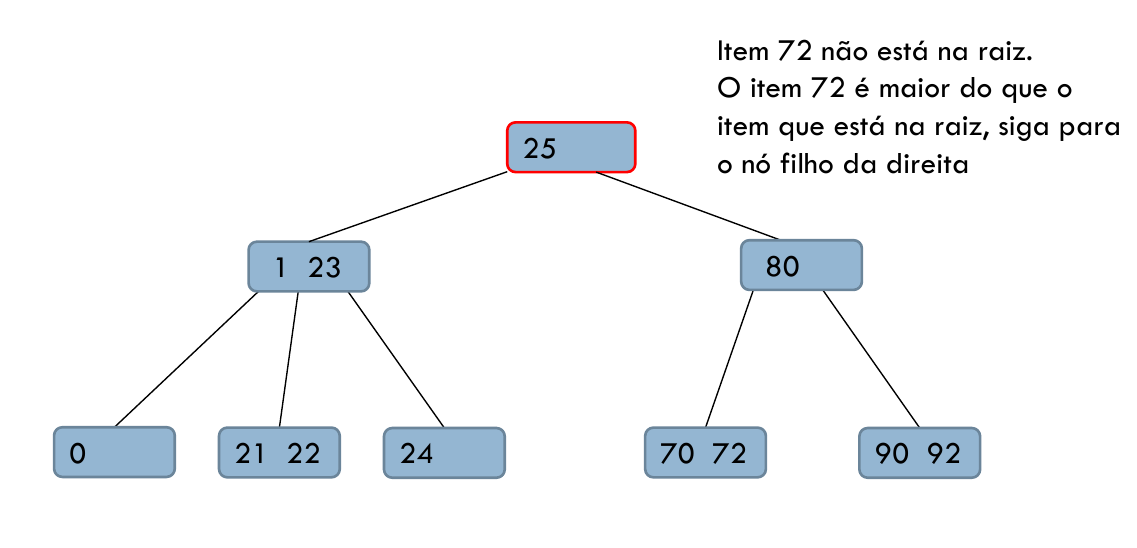 Item 72 não está na raiz.
O item 72 é maior do que o
item que está na raiz, siga para
o nó filho da direita
25
1 23
80
0
21 22
24
70 72
90 92